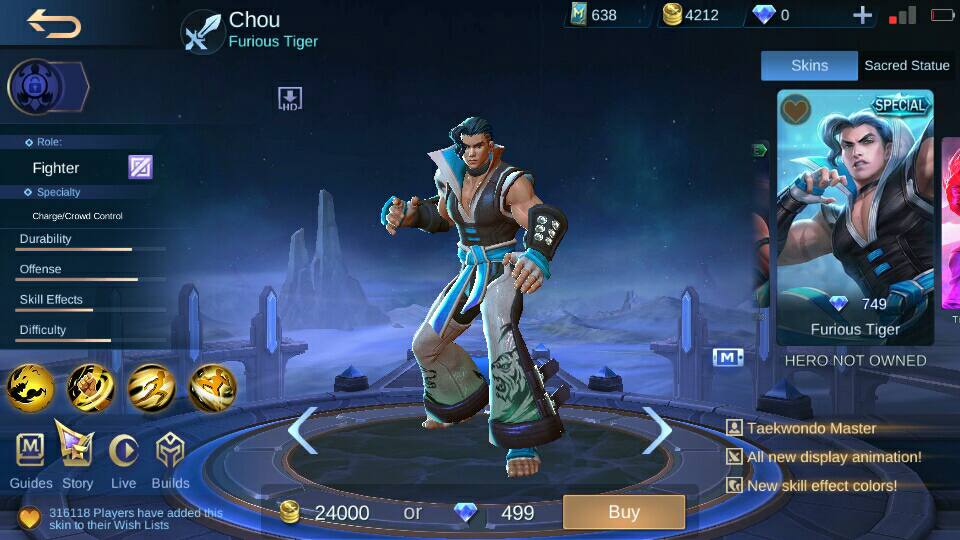 Chou
Furious Tiger
638
4212
0
Skins
Sacred Statue
HD
Role:
Fighter
Specialty
Charge/Crowd Control
Durability
Offense
Skill Effects
Difficulty
SPECIAL
749
Furious Tiger
HERO NOT OWNED
M
Taekwondo Master
All new display animation!
New skill effect colors!
M
Guides
Story
Live
Builds
316118 Players have added this
skin to their Wish Lists
24000
or
499
Buy